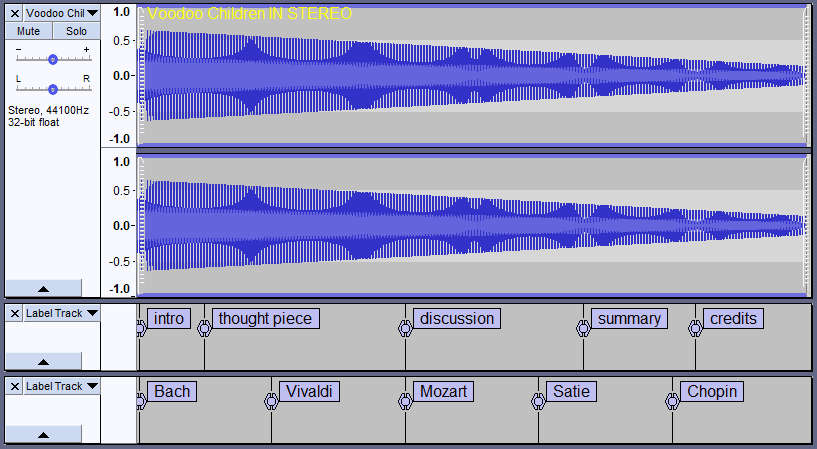 Voodoo Chil
Mute Solo
- +
L R
Stereo, 44100Hz
32-bit float
1.0
0.5
0.0
-0.5
-1.0
1.0
0.5
0.0
-0.5
-1.0
Voodoo Children IN STEREO
Label Track
intro thought piece discussion summary credits
Label Track
Bach Vivaldi Mozart Satie Chopin